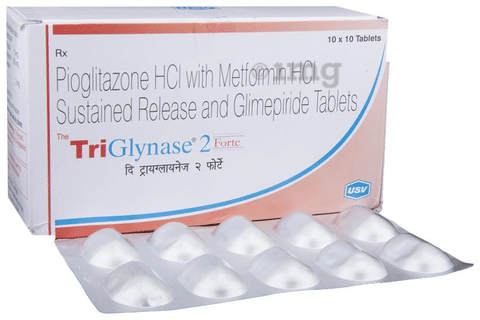 10 x 10 Tablets
Rx
Pioglitazone HCl with Metformin HCl
Sustained Release and Glimepiride Tablets
The TriGlynase® 2 Forte
दि ट्रायग्लायनेज २ फोर्टे
USV
1mg